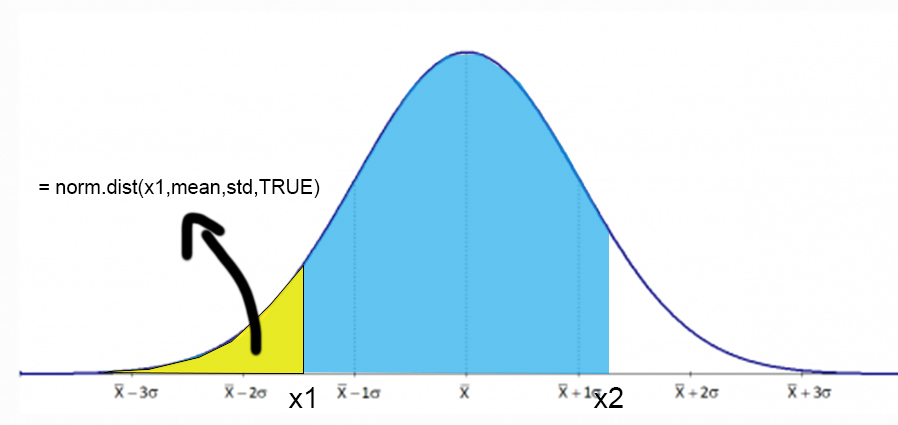 = norm.dist(x1,mean,std,TRUE)
x̅ − 3σ x̅ − 2σ x̅ − 1σ x̅ x̅ + 1σ x̅ + 2σ x̅ + 3σ
x1 x2